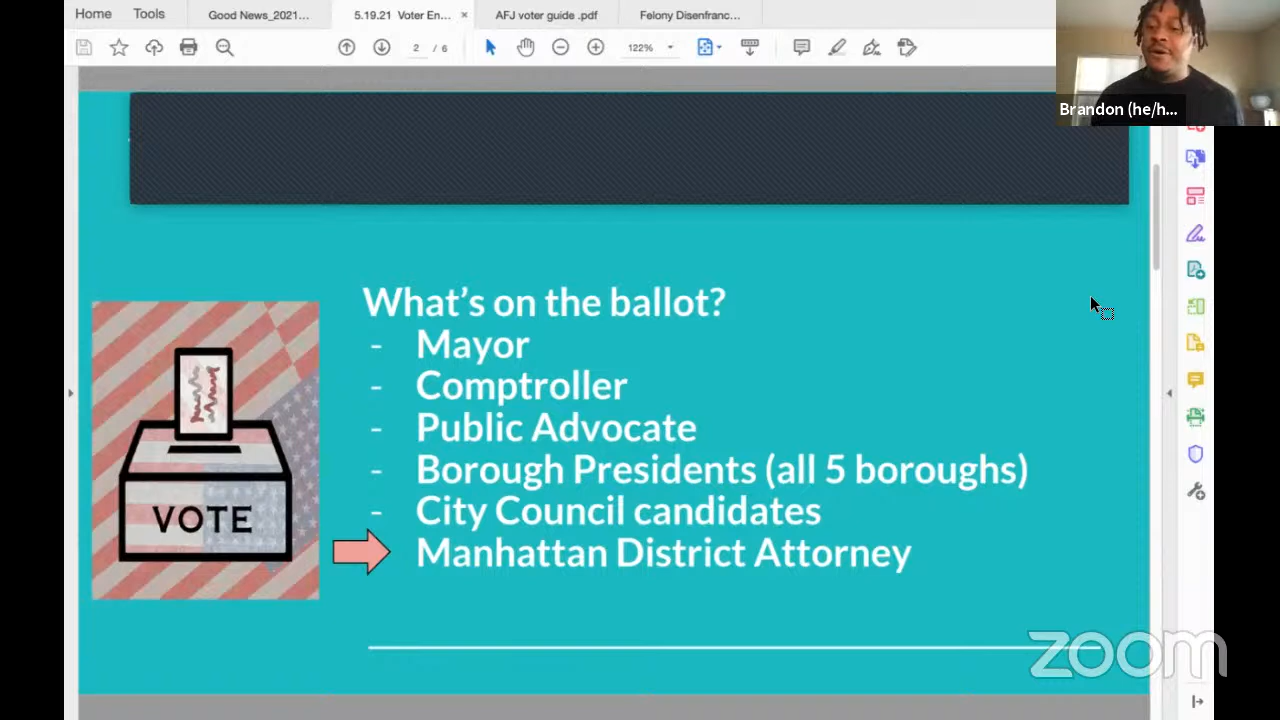 Home Tools Good News_2021... 5.19.21 Voter En... × AFJ voter guide .pdf Felony Disenfranc...
2 / 6 122%
Brandon (he/h...
What's on the ballot?
- Mayor
- Comptroller
- Public Advocate
- Borough Presidents (all 5 boroughs)
- City Council candidates
Manhattan District Attorney
VOTE
zoom